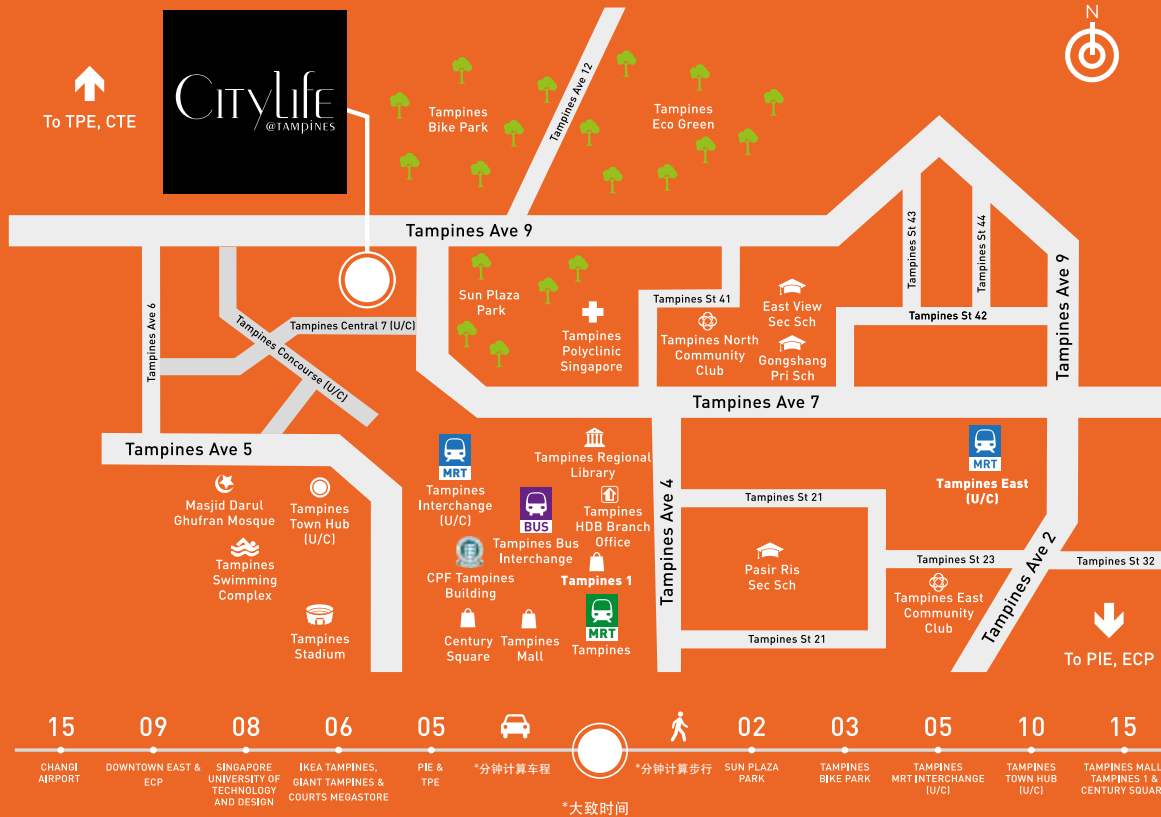 N
CITYlifE
@TAMPINES
To TPE, CTE
Tampines
Bike Park
Tampines Ave 12
Tampines
Eco Green
Tampines Ave 9
Tampines Ave 6
Tampines Central 7 (U/C)
Tampines Concourse (U/C)
Sun Plaza
Park
Tampines
Polyclinic
Singapore
Tampines St 41
Tampines North
Community
Club
East View
Sec Sch
Gongshang
Pri Sch
Tampines St 43
Tampines St 44
Tampines St 42
Tampines Ave 9
Tampines Ave 7
Tampines Ave 5
Masjid Darul
Ghufran Mosque
Tampines
Town Hub
(U/C)
Tampines
Swimming
Complex
Tampines
Stadium
MRT
Tampines
Interchange
(U/C)
BUS
Tampines Bus
Interchange
Tampines Regional
Library
Tampines
HDB Branch
Office
CPF Tampines
Building
Tampines 1
Century
Square
Tampines
Mall
MRT
Tampines
Tampines Ave 4
Tampines St 21
Pasir Ris
Sec Sch
Tampines St 21
MRT
Tampines East
(U/C)
Tampines St 23
Tampines East
Community
Club
Tampines Ave 2
Tampines St 32
To PIE, ECP
15
CHANGI
AIRPORT
09
DOWNTOWN EAST &
ECP
08
SINGAPORE
UNIVERSITY OF
TECHNOLOGY
AND DESIGN
06
IKEA TAMPINES,
GIANT TAMPINES &
COURTS MEGASTORE
05
PIE &
TPE
*分钟计算车程
*分钟计算步行
02
SUN PLAZA
PARK
03
TAMPINES
BIKE PARK
05
TAMPINES
MRT INTERCHANGE
(U/C)
10
TAMPINES
TOWN HUB
(U/C)
15
TAMPINES MALL
TAMPINES 1 &
CENTURY SQUAR
*大致时间